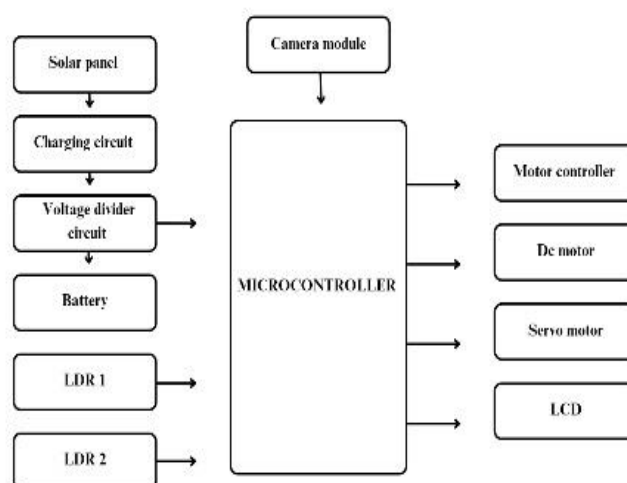 Camera module
Solar panel
Charging circuit
Voltage divider
circuit
Battery
LDR 1
LDR 2
MICROCONTROLLER
Motor controller
Dc motor
Servo motor
LCD